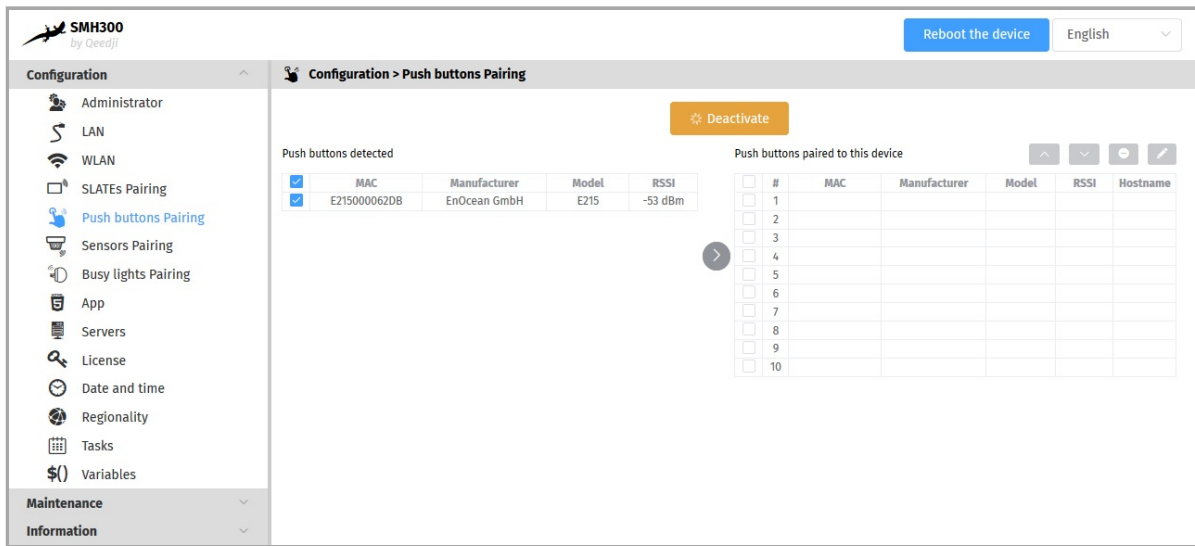 SMH300
by Qeedji
Reboot the device
English
Configuration
Configuration > Push buttons Pairing
Administrator
LAN
WLAN
SLATEs Pairing
Push buttons Pairing
Sensors Pairing
Busy lights Pairing
App
Servers
License
Date and time
Regionality
Tasks
$() Variables
Maintenance
Information
Deactivate
Push buttons detected
MAC Manufacturer Model RSSI
E215000062DB EnOcean GmbH E215 -53 dBm
Push buttons paired to this device
# MAC Manufacturer Model RSSI Hostname
1
2
3
4
5
6
7
8
9
10